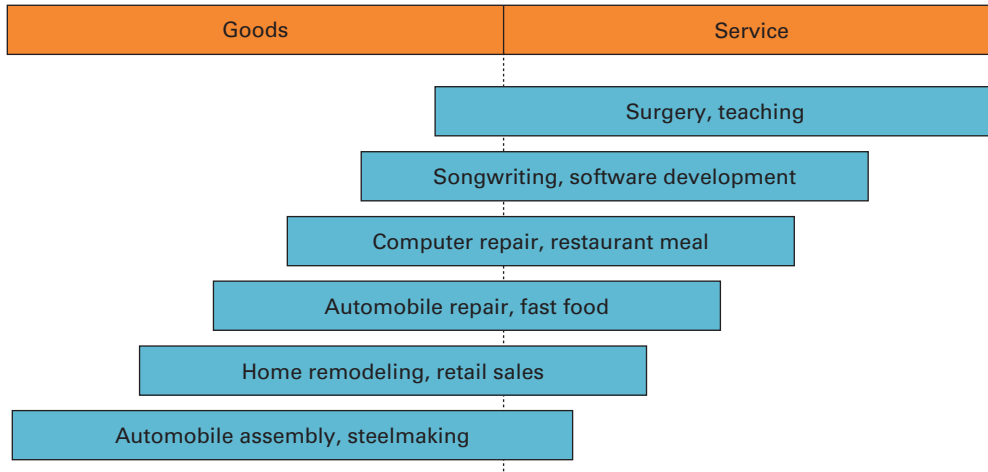 Goods
Service
Surgery, teaching
Songwriting, software development
Computer repair, restaurant meal
Automobile repair, fast food
Home remodeling, retail sales
Automobile assembly, steelmaking